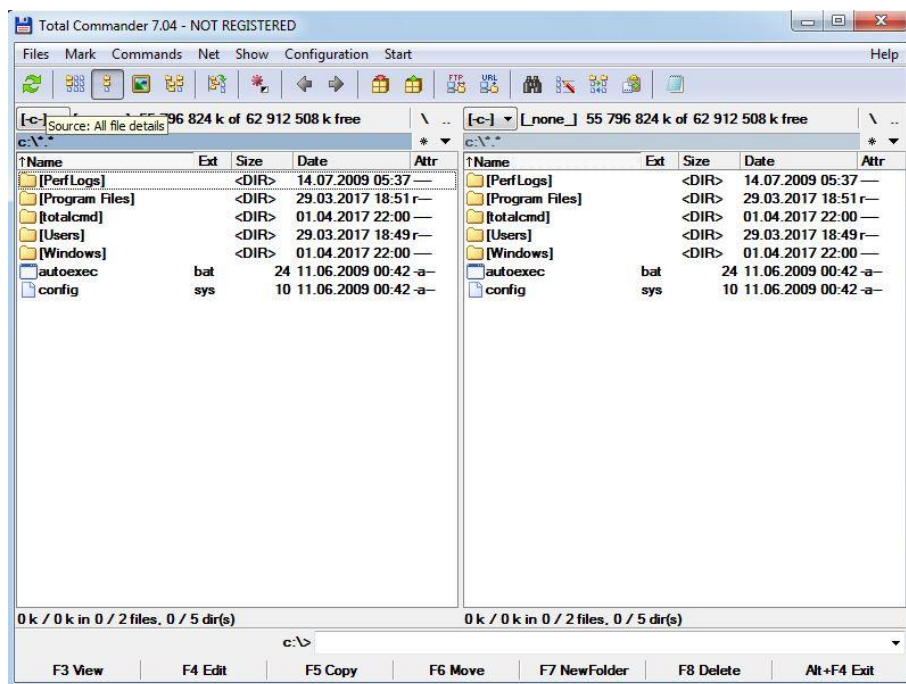 Total Commander 7.04 - NOT REGISTERED
Files Mark Commands Net Show Configuration Start Help
FTP URL
[-c-] 55 796 824 k of 62 912 508 k free \ .. [-c-] [_none_] 55 796 824 k of 62 912 508 k free \ ..
Source: All file details
c:\*.* * ▼ c:\*.* * ▼
↑Name Ext Size Date Attr ↑Name Ext Size Date Attr
[PerfLogs] <DIR> 14.07.2009 05:37 ---- [PerfLogs] <DIR> 14.07.2009 05:37 ----
[Program Files] <DIR> 29.03.2017 18:51 r--- [Program Files] <DIR> 29.03.2017 18:51 r---
[totalcmd] <DIR> 01.04.2017 22:00 ---- [totalcmd] <DIR> 01.04.2017 22:00 ----
[Users] <DIR> 29.03.2017 18:49 r--- [Users] <DIR> 29.03.2017 18:49 r---
[Windows] <DIR> 01.04.2017 22:00 ---- [Windows] <DIR> 01.04.2017 22:00 ----
autoexec bat 24 11.06.2009 00:42 -a-- autoexec bat 24 11.06.2009 00:42 -a--
config sys 10 11.06.2009 00:42 -a-- config sys 10 11.06.2009 00:42 -a--
0 k / 0 k in 0 / 2 files, 0 / 5 dir(s) 0 k / 0 k in 0 / 2 files, 0 / 5 dir(s)
c:\>
F3 View F4 Edit F5 Copy F6 Move F7 NewFolder F8 Delete Alt+F4 Exit